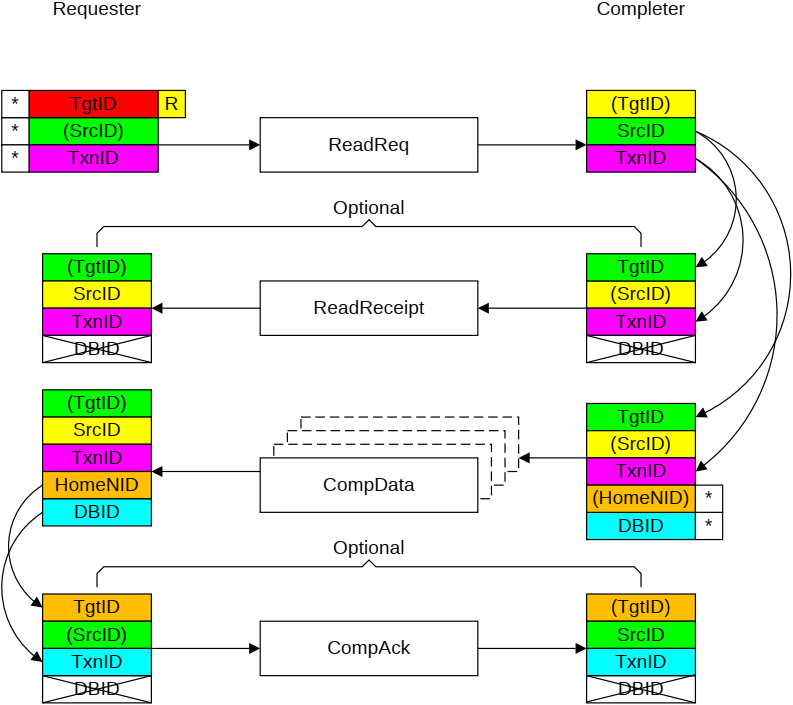 Requester Completer
* TgtID R (TgtID)
* (SrcID) SrcID
* TxnID ReadReq TxnID
Optional
(TgtID) TgtID
SrcID (SrcID)
TxnID ReadReceipt TxnID
DBID DBID
(TgtID) TgtID
SrcID (SrcID)
TxnID TxnID
HomeNID CompData (HomeNID) *
DBID DBID *
Optional
TgtID (TgtID)
(SrcID) SrcID
TxnID CompAck TxnID
DBID DBID